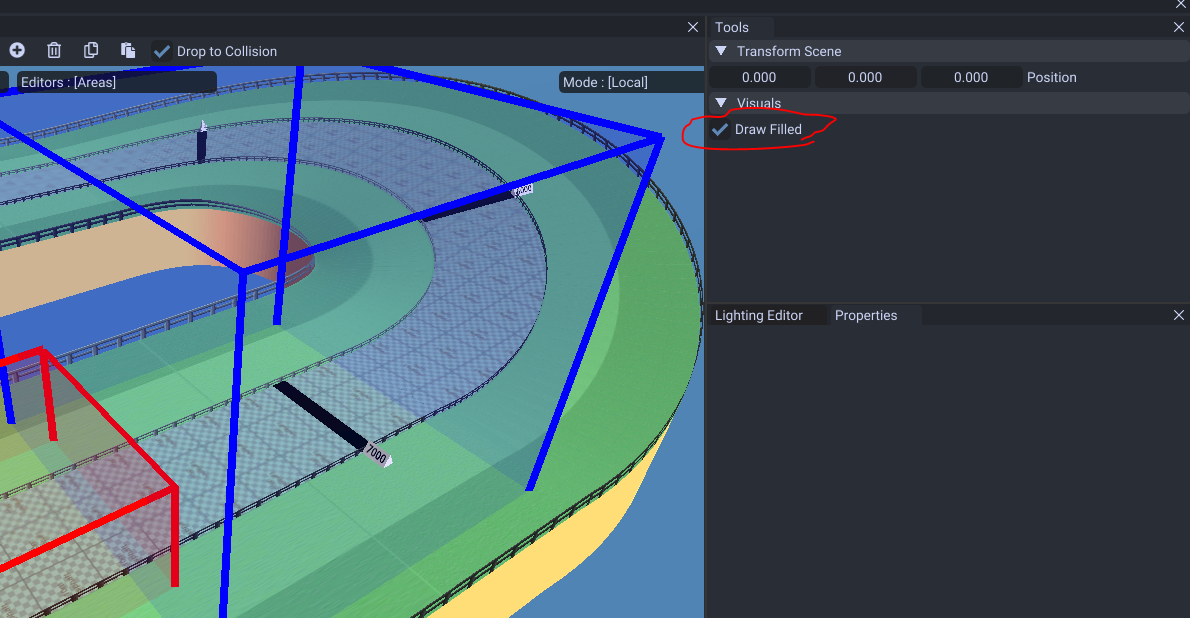 Tools
Drop to Collision
Transform Scene
0.000 0.000 0.000 Position
Editors : [Areas]
Mode : [Local]
Visuals
Draw Filled
Lighting Editor Properties
7000